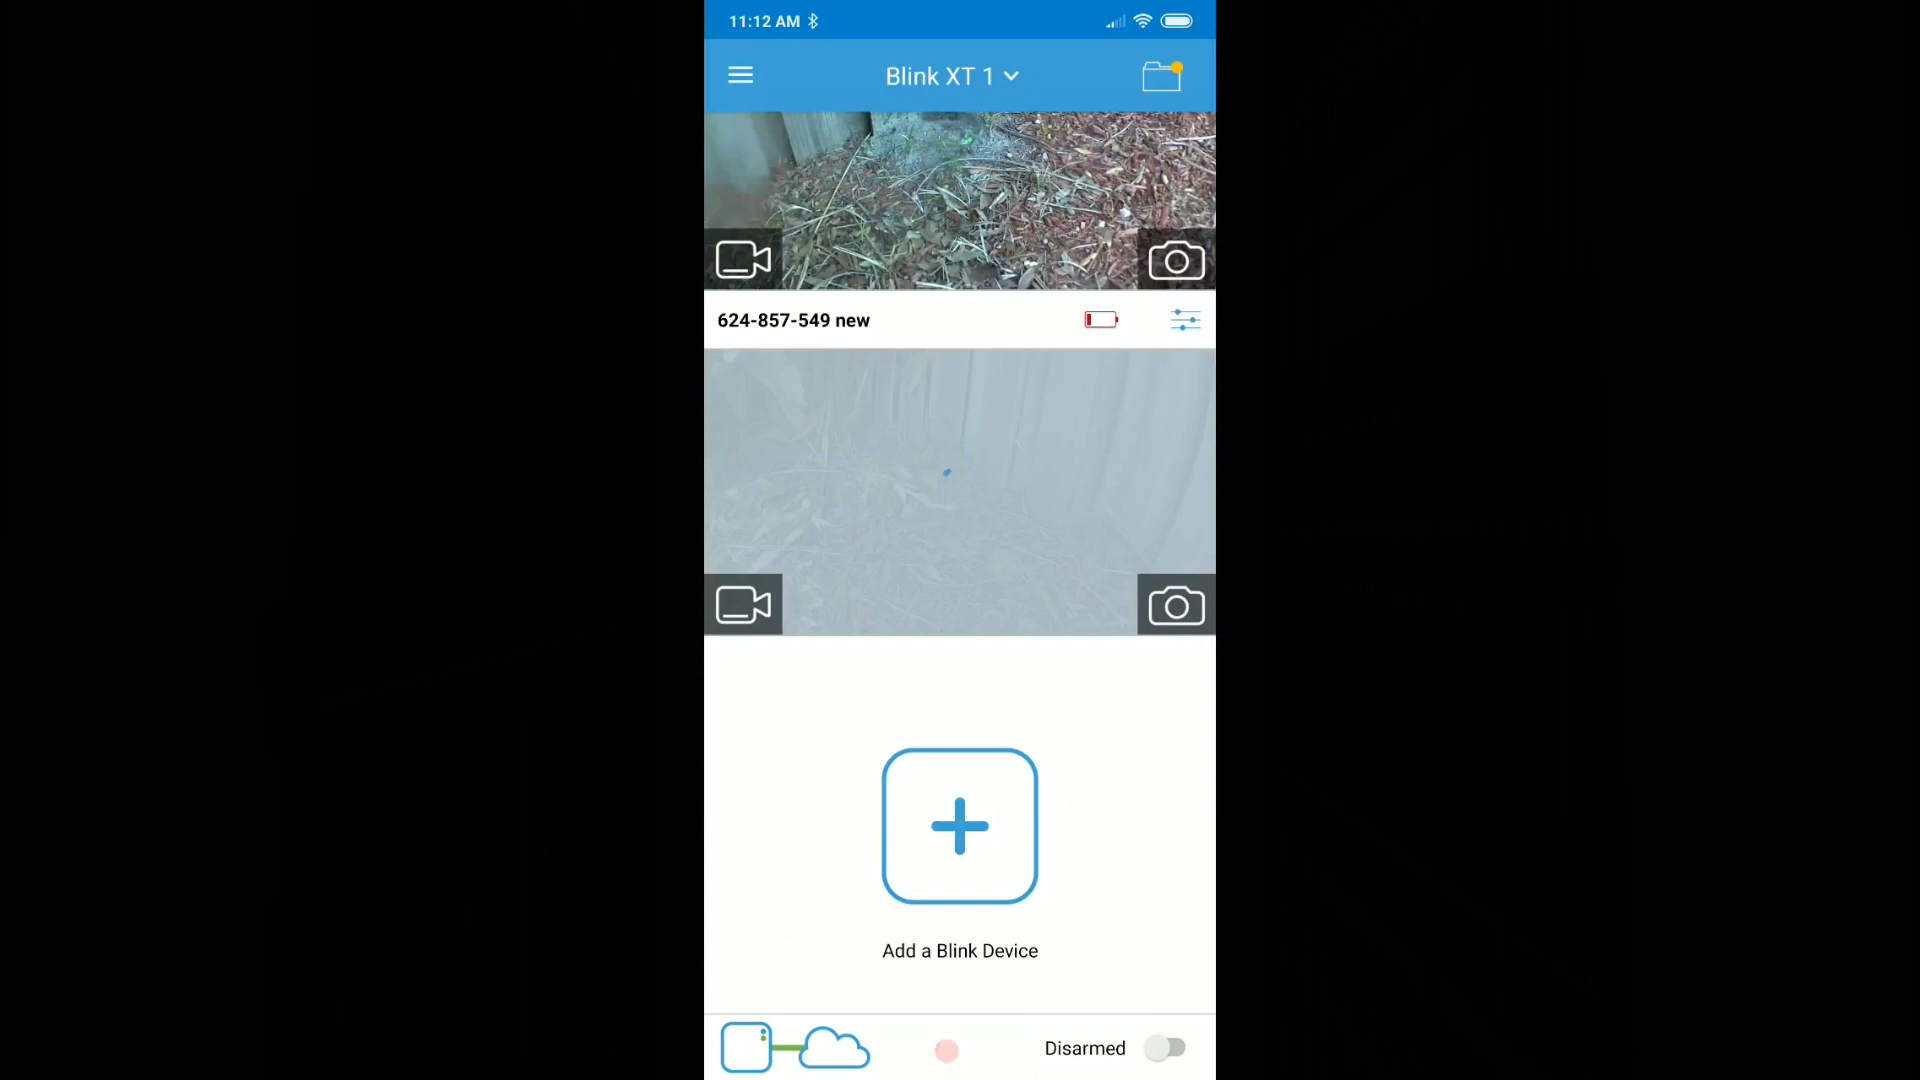 11:12 AM
Blink XT 1
624-857-549 new
Add a Blink Device
Disarmed